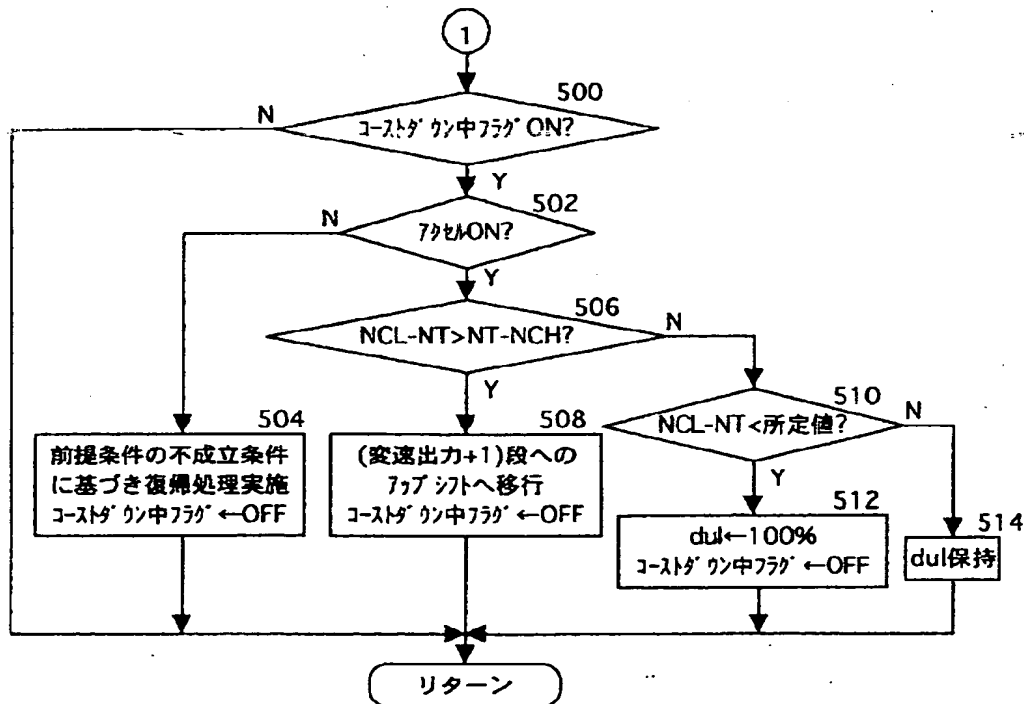 1
500
N
コーストダウン中フラグON?
Y
502
N
アクセルON?
Y
506
NCL-NT>NT-NCH?
N
Y
510
NCL-NT<所定値?
N
Y
504
前提条件の不成立条件
に基づき復帰処理実施
コーストダウン中フラグ←OFF
508
(変速出力+1)段への
アップシフトへ移行
コーストダウン中フラグ←OFF
512
dul←100%
コーストダウン中フラグ←OFF
514
dul保持
リターン